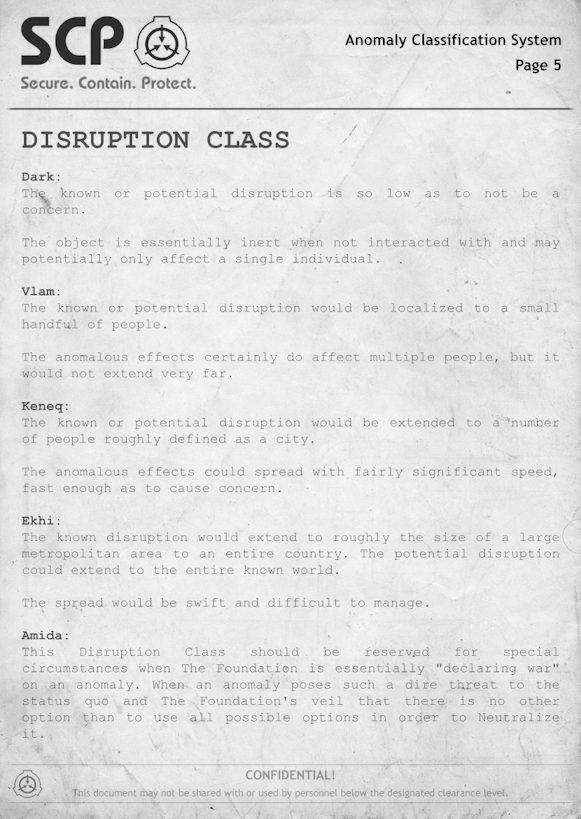 SCP
Anomaly Classification System
Page 5
Secure. Contain. Protect.
DISRUPTION CLASS
Dark:
The known or potential disruption is so low as to not be a
concern.
The object is essentially inert when not interacted with and may
potentially only affect a single individual. .
Vlam:
The known or potential disruption would be localized to a small
handful of people.
The anomalous effects certainly do affect multiple people, but it
would not extend very far.
Keneq:
The known or potential disruption would be extended to a number
of people roughly defined as a city.
The anomalous effects could spread with fairly significant speed,
fast enough as to cause concern.
Ekhi:
The known disruption would extend to roughly the size of a large
metropolitan area to an entire country. The potential disruption
could extend to the entire known world.
The spread would be swift and difficult to manage.
Amida:
This Disruption Class should be reserved for special
circumstances when The Foundation is essentially "declaring war"
on an anomaly. When an anomaly poses such a dire threat to the
status quo and The Foundation's veil that there is no other
option than to use all possible options in order to Neutralize
it.
CONFIDENTIAL!
This document may not be shared with or used by personnel below the designated clearance level.